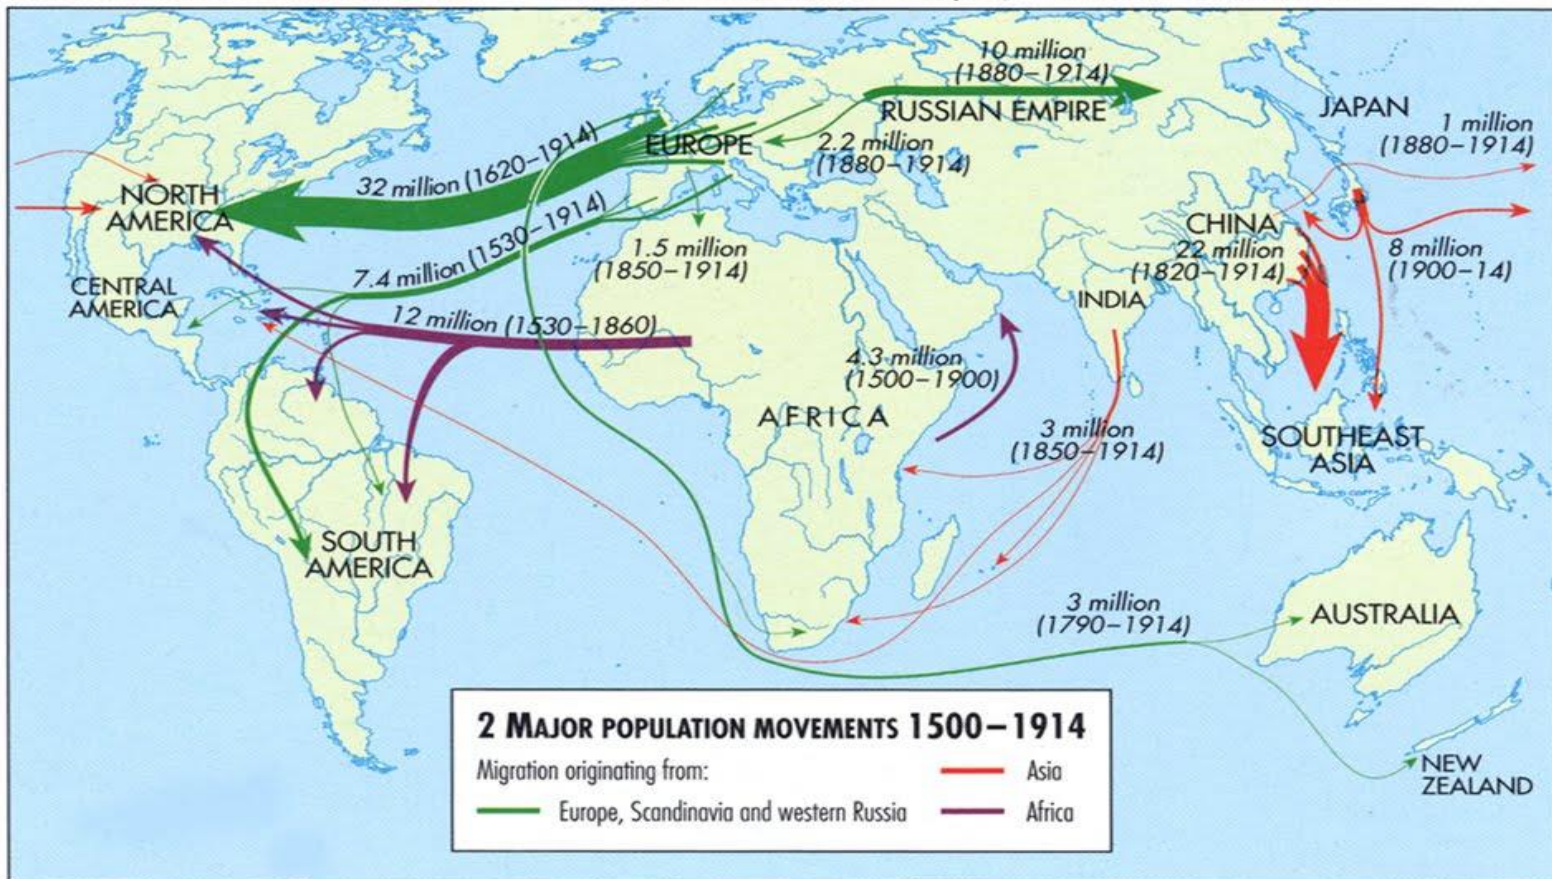 10 million
(1880–1914)
RUSSIAN EMPIRE
JAPAN
1 million
(1880–1914)
EUROPE
2.2 million
(1880–1914)
32 million (1620–1914)
NORTH
AMERICA
7.4 million (1530–1914)
1.5 million
(1850–1914)
CHINA
22 million
(1820–1914)
8 million
(1900–14)
CENTRAL
AMERICA
INDIA
12 million (1530–1860)
4.3 million
(1500–1900)
AFRICA
3 million
(1850–1914)
SOUTHEAST
ASIA
SOUTH
AMERICA
3 million
(1790–1914)
AUSTRALIA
NEW
ZEALAND
2 MAJOR POPULATION MOVEMENTS 1500–1914
Migration originating from:
Asia
Europe, Scandinavia and western Russia
Africa